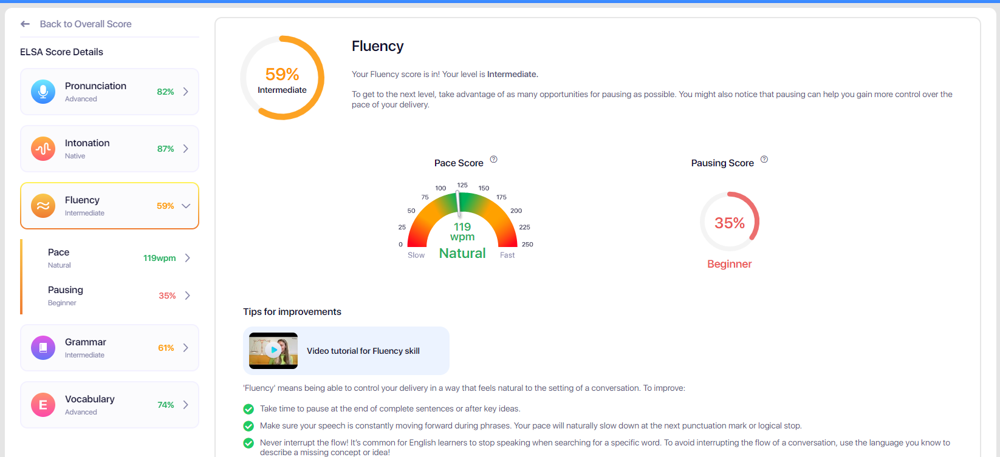 Back to Overall Score
ELSA Score Details
Pronunciation
Advanced
82%
Intonation
Native
87%
Fluency
Intermediate
59%
Pace
Natural
119wpm
Pausing
Beginner
35%
Grammar
Intermediate
61%
E
Vocabulary
Advanced
74%
59%
Intermediate
Fluency
Your Fluency score is in! Your level is Intermediate.
To get to the next level, take advantage of as many opportunities for pausing as possible. You might also notice that pausing can help you gain more control over the
pace of your delivery.
Pace Score ?
0
25
50
75
100
125
150
175
200
225
250
119
wpm
Slow
Natural
Fast
Pausing Score ?
35%
Beginner
Tips for improvements
Video tutorial for Fluency skill
'Fluency' means being able to control your delivery in a way that feels natural to the setting of a conversation. To improve:
Take time to pause at the end of complete sentences or after key ideas.
Make sure your speech is constantly moving forward during phrases. Your pace will naturally slow down at the next punctuation mark or logical stop.
Never interrupt the flow! It's common for English learners to stop speaking when searching for a specific word. To avoid interrupting the flow of a conversation, use the language you know to
describe a missing concept or idea!